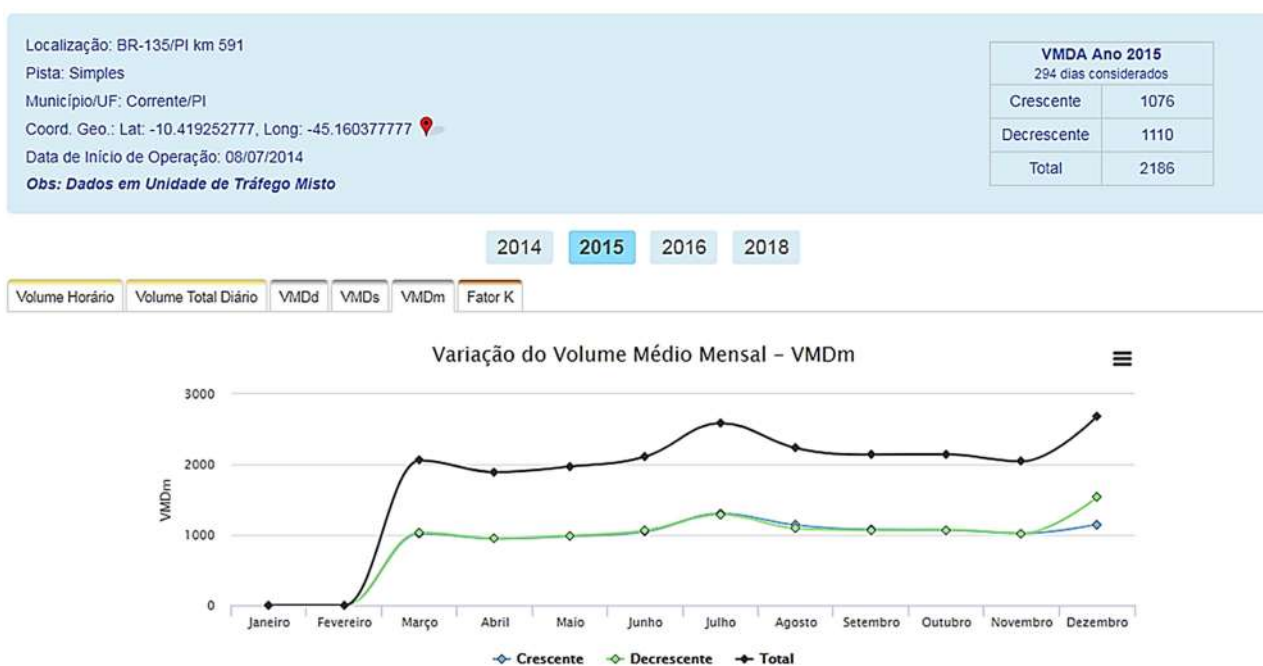 Localização: BR-135/PI km 591
Pista: Simples
Município/UF: Corrente/PI
Coord. Geo.: Lat: -10.419252777, Long: -45.160377777
Data de Início de Operação: 08/07/2014
Obs: Dados em Unidade de Tráfego Misto
VMDA Ano 2015
294 dias considerados
Crescente 1076
Decrescente 1110
Total 2186
2014 2015 2016 2018
Volume Horário Volume Total Diário VMDd VMDs VMDm Fator K
Variação do Volume Médio Mensal - VMDm
3000
2000
1000
0
VMDm
Janeiro Fevereiro Março Abril Maio Junho Julho Agosto Setembro Outubro Novembro Dezembro
Crescente Decrescente Total